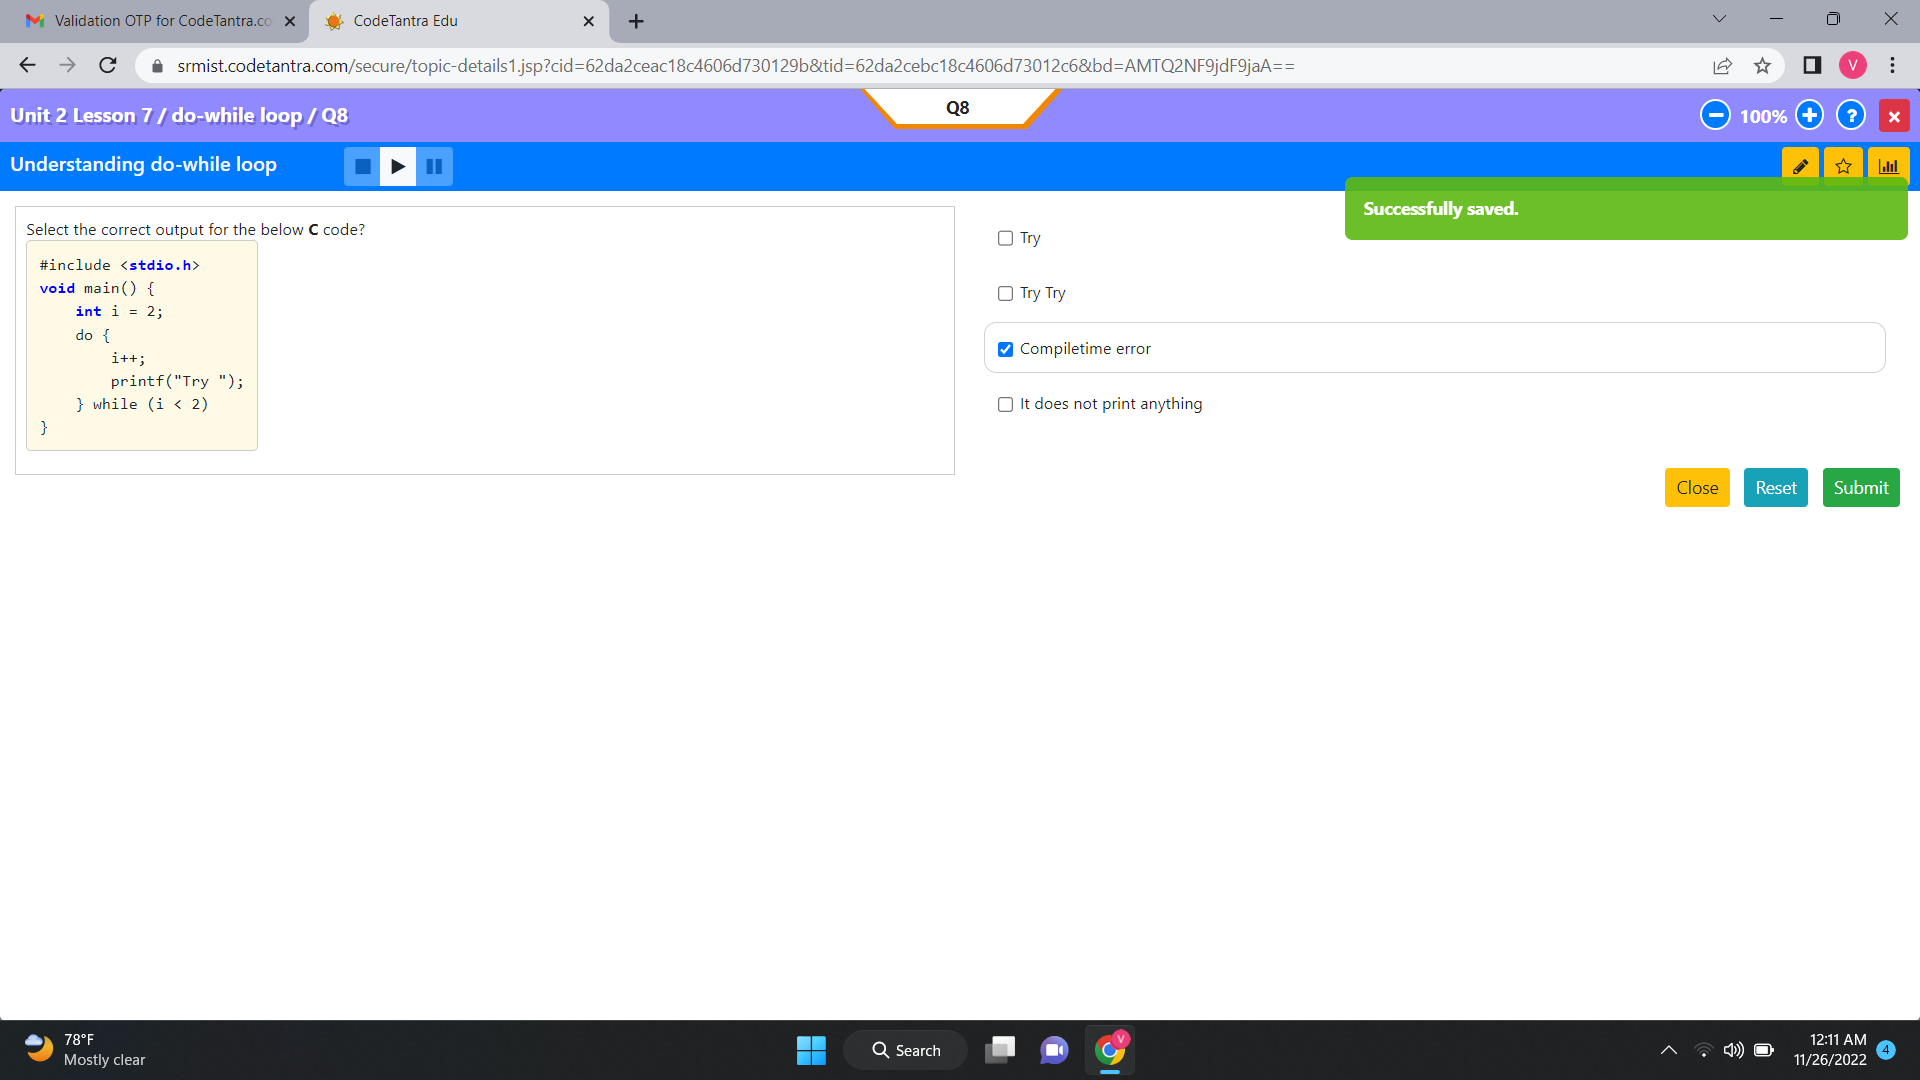 Validation OTP for CodeTantra.co
CodeTantra Edu
srmist.codetantra.com/secure/topic-details1.jsp?cid=62da2ceac18c4606d730129b&tid=62da2cebc18c4606d73012c6&bd=AMTQ2NF9jdF9jaA==
V
Unit 2 Lesson 7 / do-while loop / Q8
Q8
100%
?
Understanding do-while loop
Successfully saved.
Select the correct output for the below C code?
#include <stdio.h>
void main() {
    int i = 2;
    do {
        i++;
        printf("Try ");
    } while (i < 2)
}
Try
Try Try
Compiletime error
It does not print anything
Close
Reset
Submit
78°F
Mostly clear
Search
V
12:11 AM
11/26/2022
4